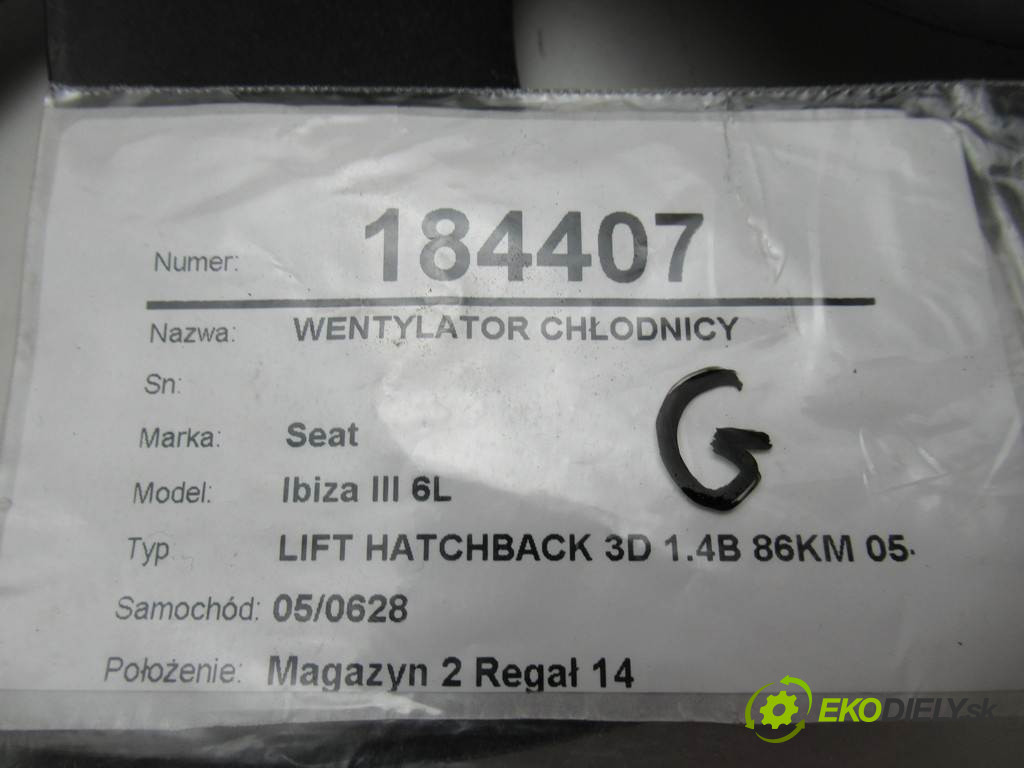 Numer: 184407
Nazwa: WENTYLATOR CHŁODNICY
Sn:
G
Marka: Seat
Model: Ibiza III 6L
Typ LIFT HATCHBACK 3D 1.4B 86KM 05-
Samochód: 05/0628
Położenie: Magazyn 2 Regał 14
EKODIELY.sk